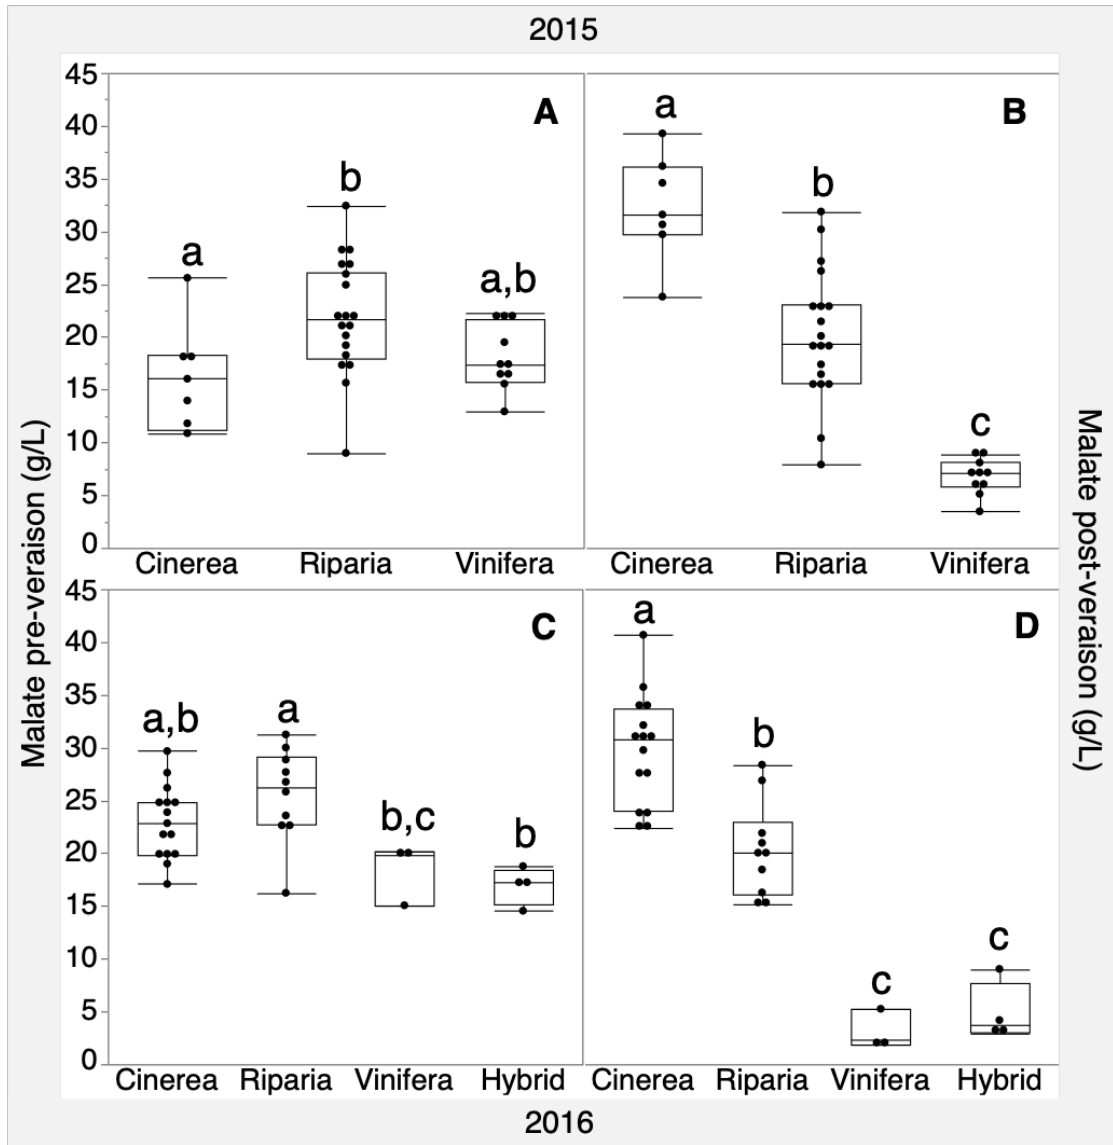 2015
Malate pre-veraison (g/L)
45
40
35
30
25
20
15
10
5
0
A
a
b
a,b
Cinerea Riparia Vinifera
B
a
b
c
Cinerea Riparia Vinifera
45
40
35
30
25
20
15
10
5
0
C
a,b
a
b,c
b
Cinerea Riparia Vinifera Hybrid
D
a
b
c
c
Cinerea Riparia Vinifera Hybrid
Malate post-veraison (g/L)
2016